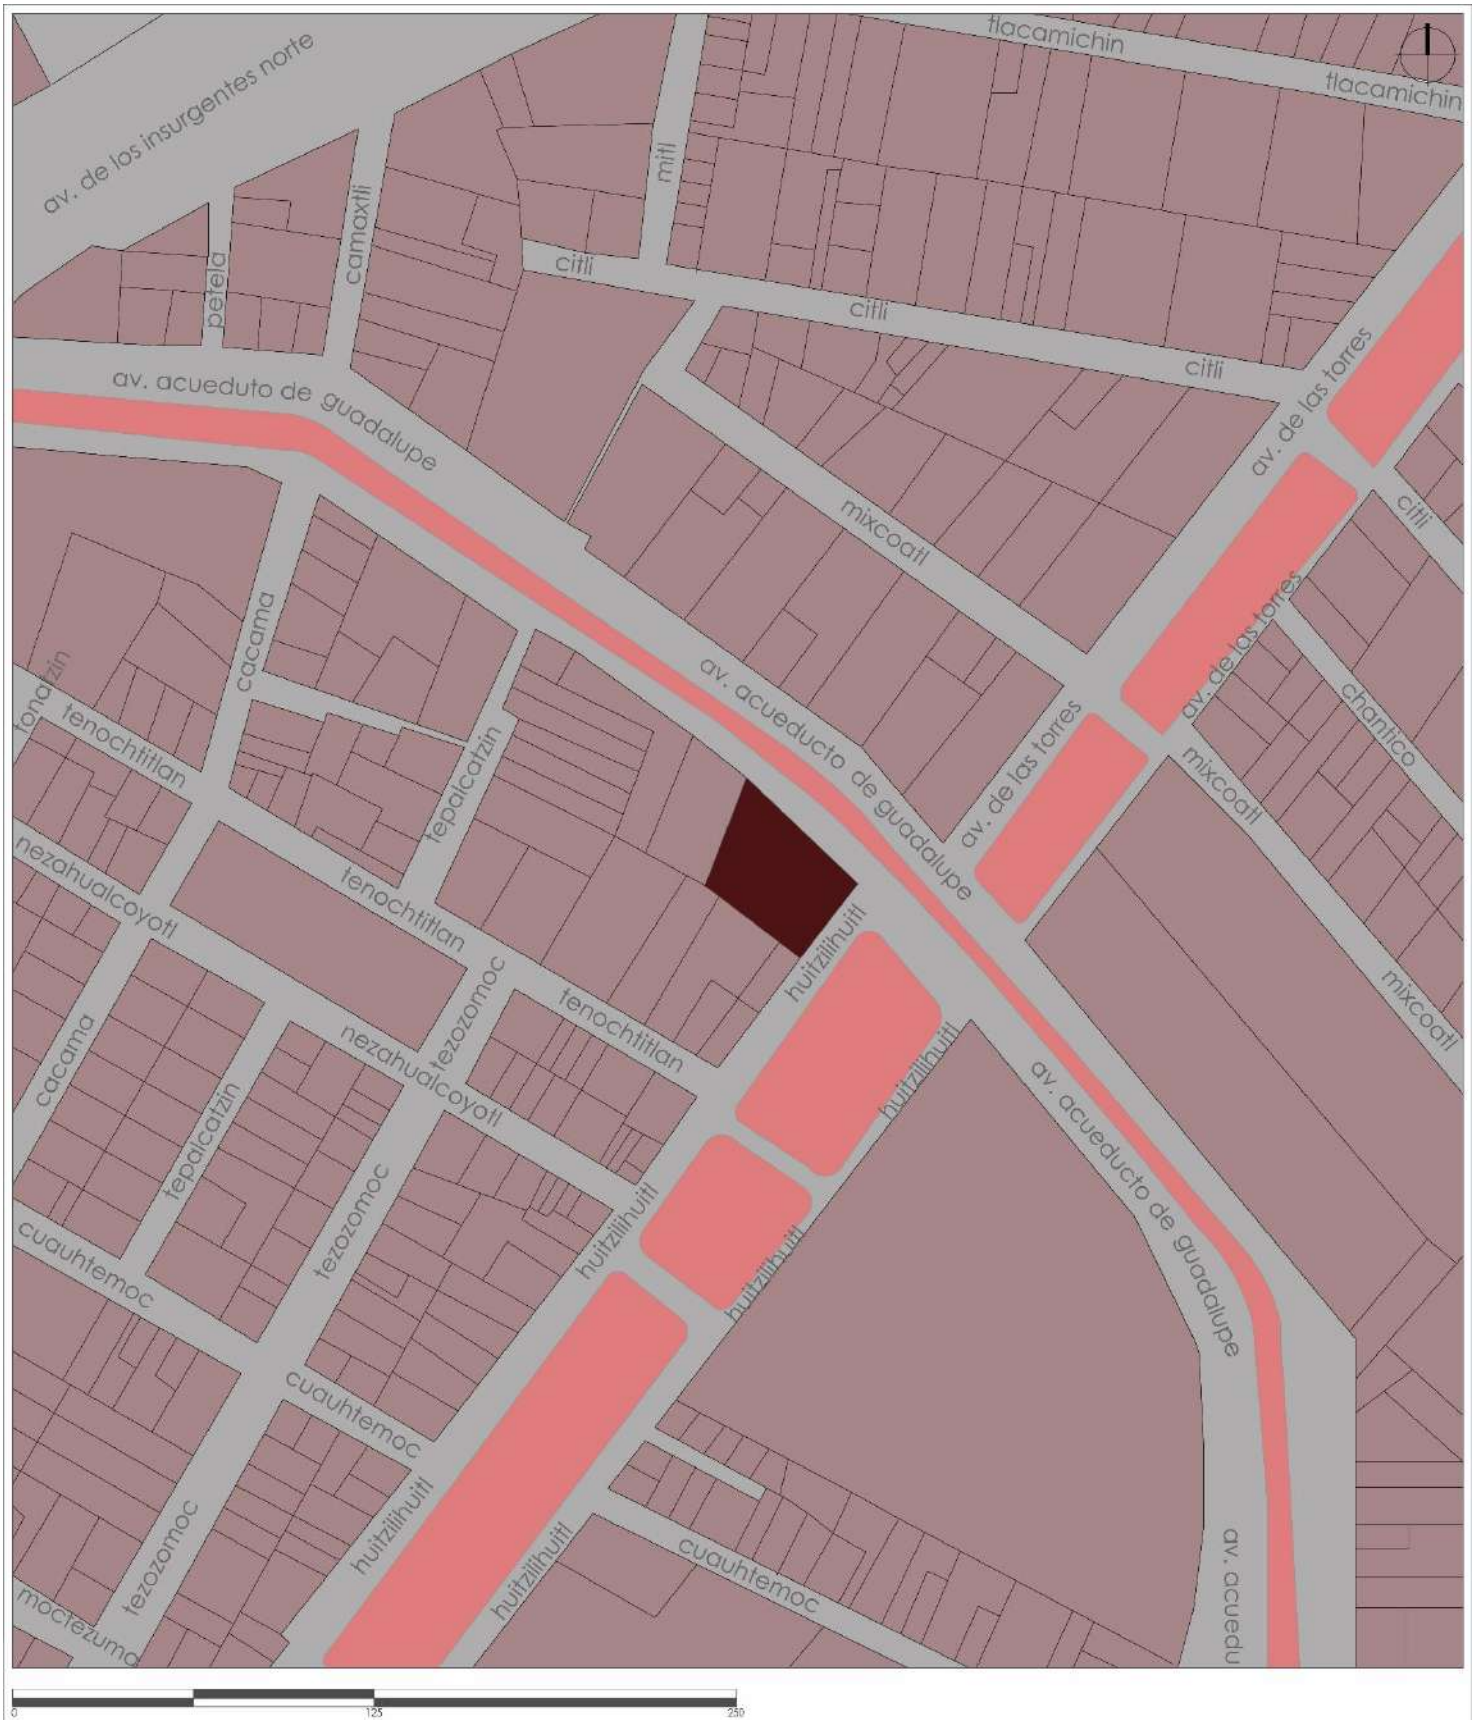 tlacamichin
tlacamichin
av. de los insurgentes norte
mitl
camaxtli
petela
citli
citli
citli
av. acueduto de guadalupe
av. de las torres
citli
mixcoatl
cacama
av. de las torres
tonatzin
tenochtitlan
av. acueducto de guadalupe
chantico
tepalcatzin
av. de las torres
mixcoatl
nezahualcoyotl
tenochtitlan
huitzilihuitl
mixcoatl
tezozomoc
tenochtitlan
cacama
nezahualcoyotl
huitzilihuitl
av. acueducto de guadalupe
tepalcatzin
tezozomoc
huitzilihuitl
huitzilihuitl
cuauhtemoc
cuauhtemoc
huitzilihuitl
tezozomoc
huitzilihuitl
cuauhtemoc
av. acuedu
moctezuma
0 125 250